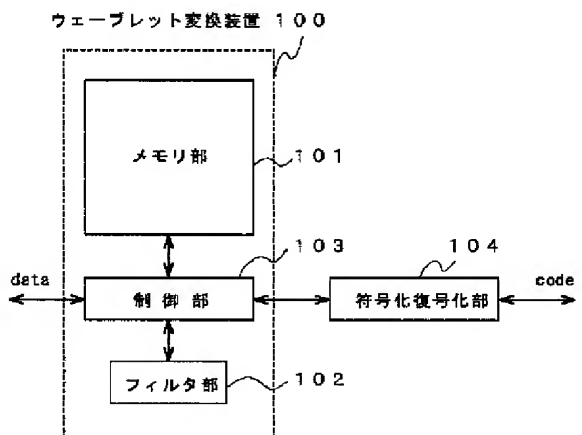 ウェーブレット変換装置 100
メモリ部
101
103
104
data
制御部
符号化復号化部
code
フィルタ部
102